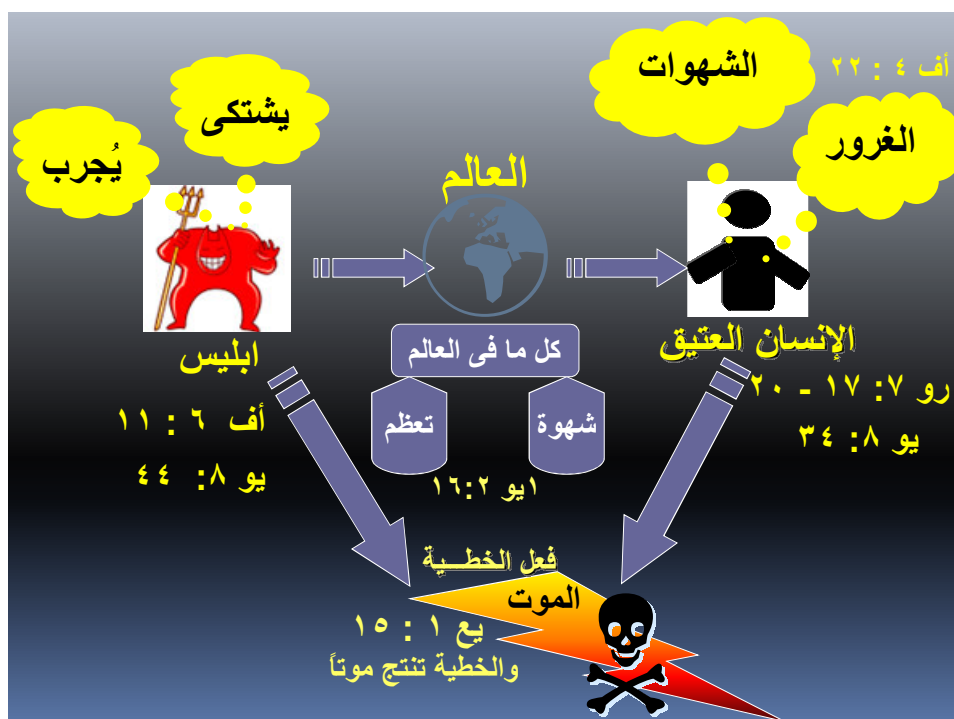 الشهوات
أف ٤ : ٢٢
الغرور
يشتكى
يُجرب
العالم
الإنسان العتيق
رو ٧: ١٧ - ٢٠
يو ٨: ٣٤
ابليس
أف ٦ : ١١
يو ٨: ٤٤
كل ما فى العالم
شهوة
تعظم
١يو ١٦:٢
فعل الخطـــية
الموت
يع ١ : ١٥
والخطية تنتج موتاً